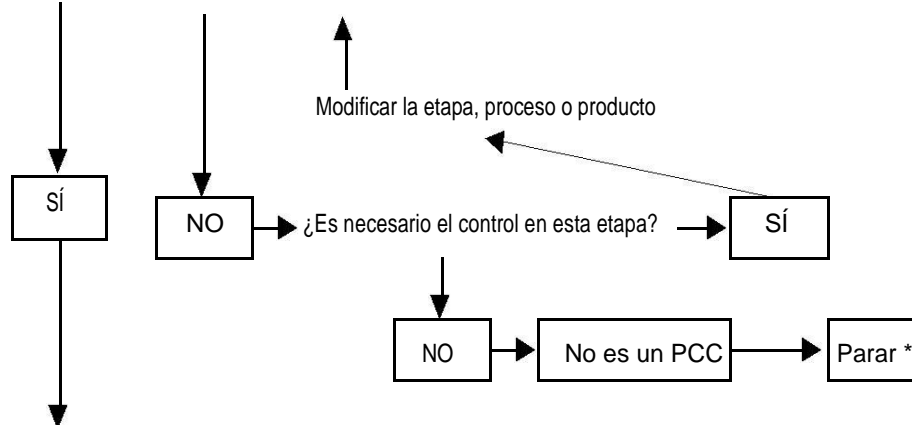 Modificar la etapa, proceso o producto
SÍ
NO
¿Es necesario el control en esta etapa?
SÍ
NO
No es un PCC
Parar *